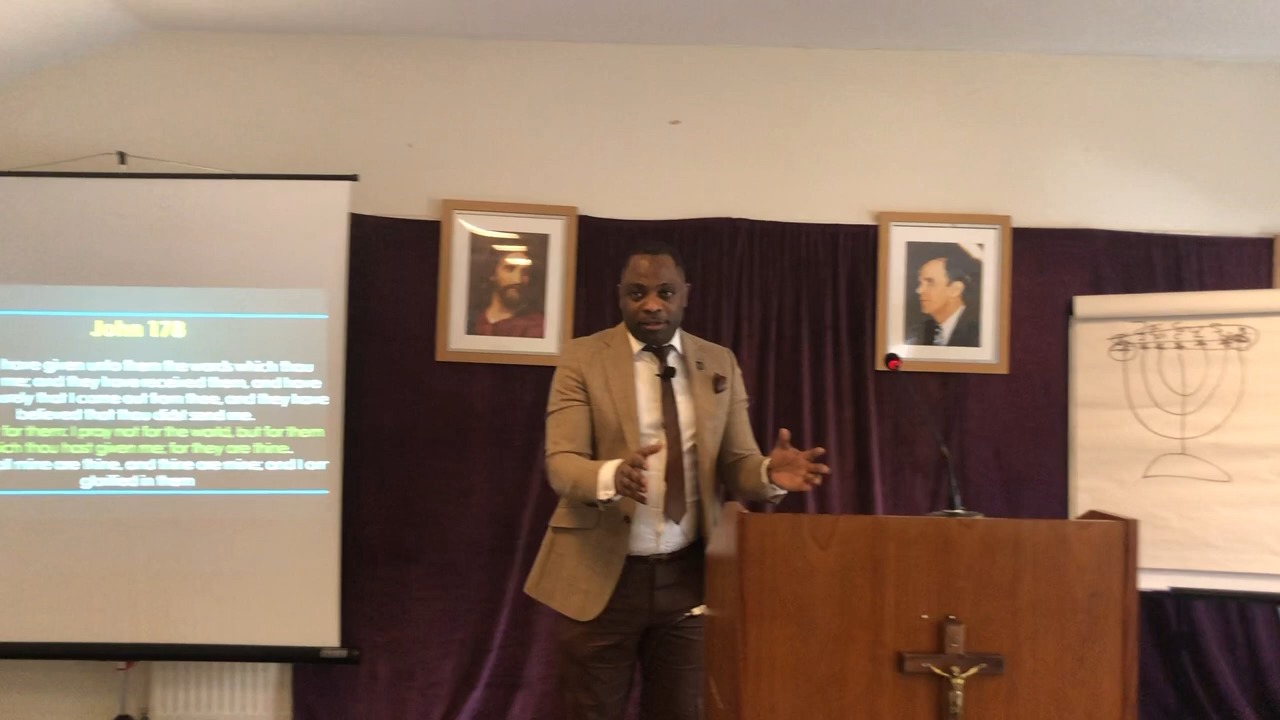 John 178
have given unto them the words which thou
me; and they have received them, and have
that I came out from thee, and they have
believed that thou didst send me.
for them: I pray not for the world, but for them
thou hast given me; for they are thine.
mine are thine, and thine are mine; and I am
glorified in them